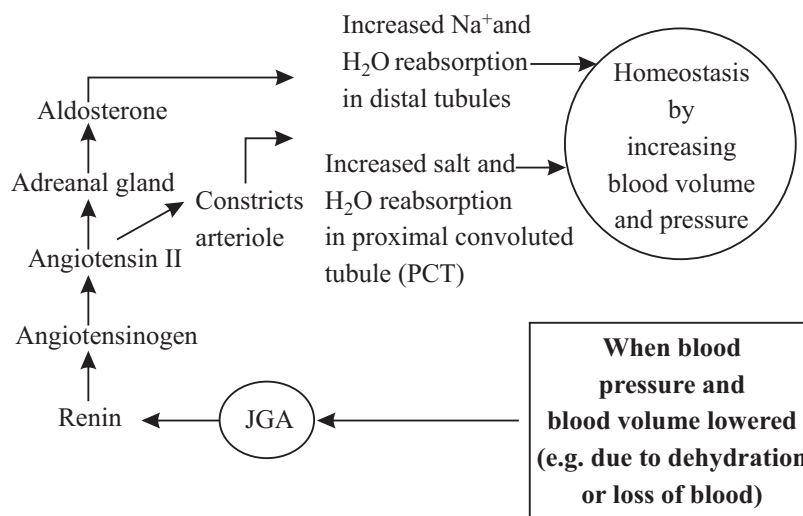 Increased Na⁺and
H₂O reabsorption
in distal tubules
Homeostasis
by
increasing
blood volume
and pressure
Aldosterone
Adreanal gland
Constricts
arteriole
Increased salt and
H₂O reabsorption
in proximal convoluted
tubule (PCT)
Angiotensin II
Angiotensinogen
Renin
JGA
When blood
pressure and
blood volume lowered
(e.g. due to dehydration
or loss of blood)